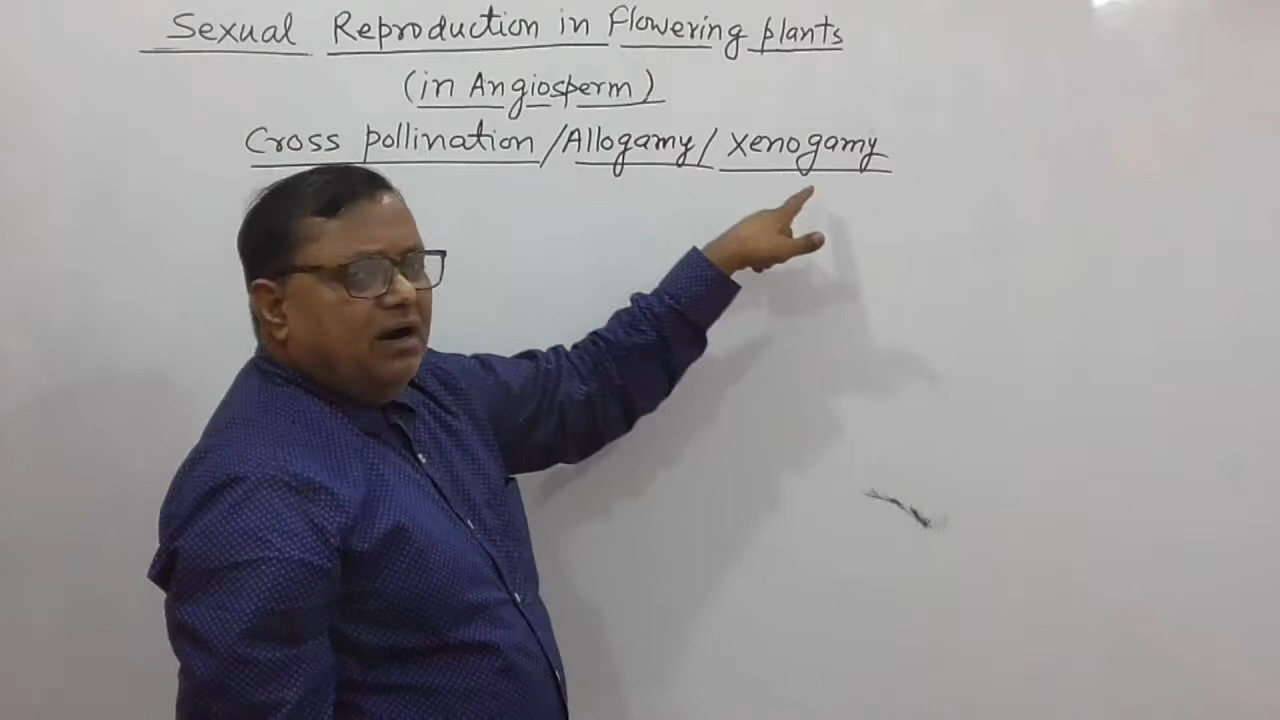 Sexual Reproduction in Flowering plants
(in Angiosperm)
Cross pollination / Allogamy / Xenogamy